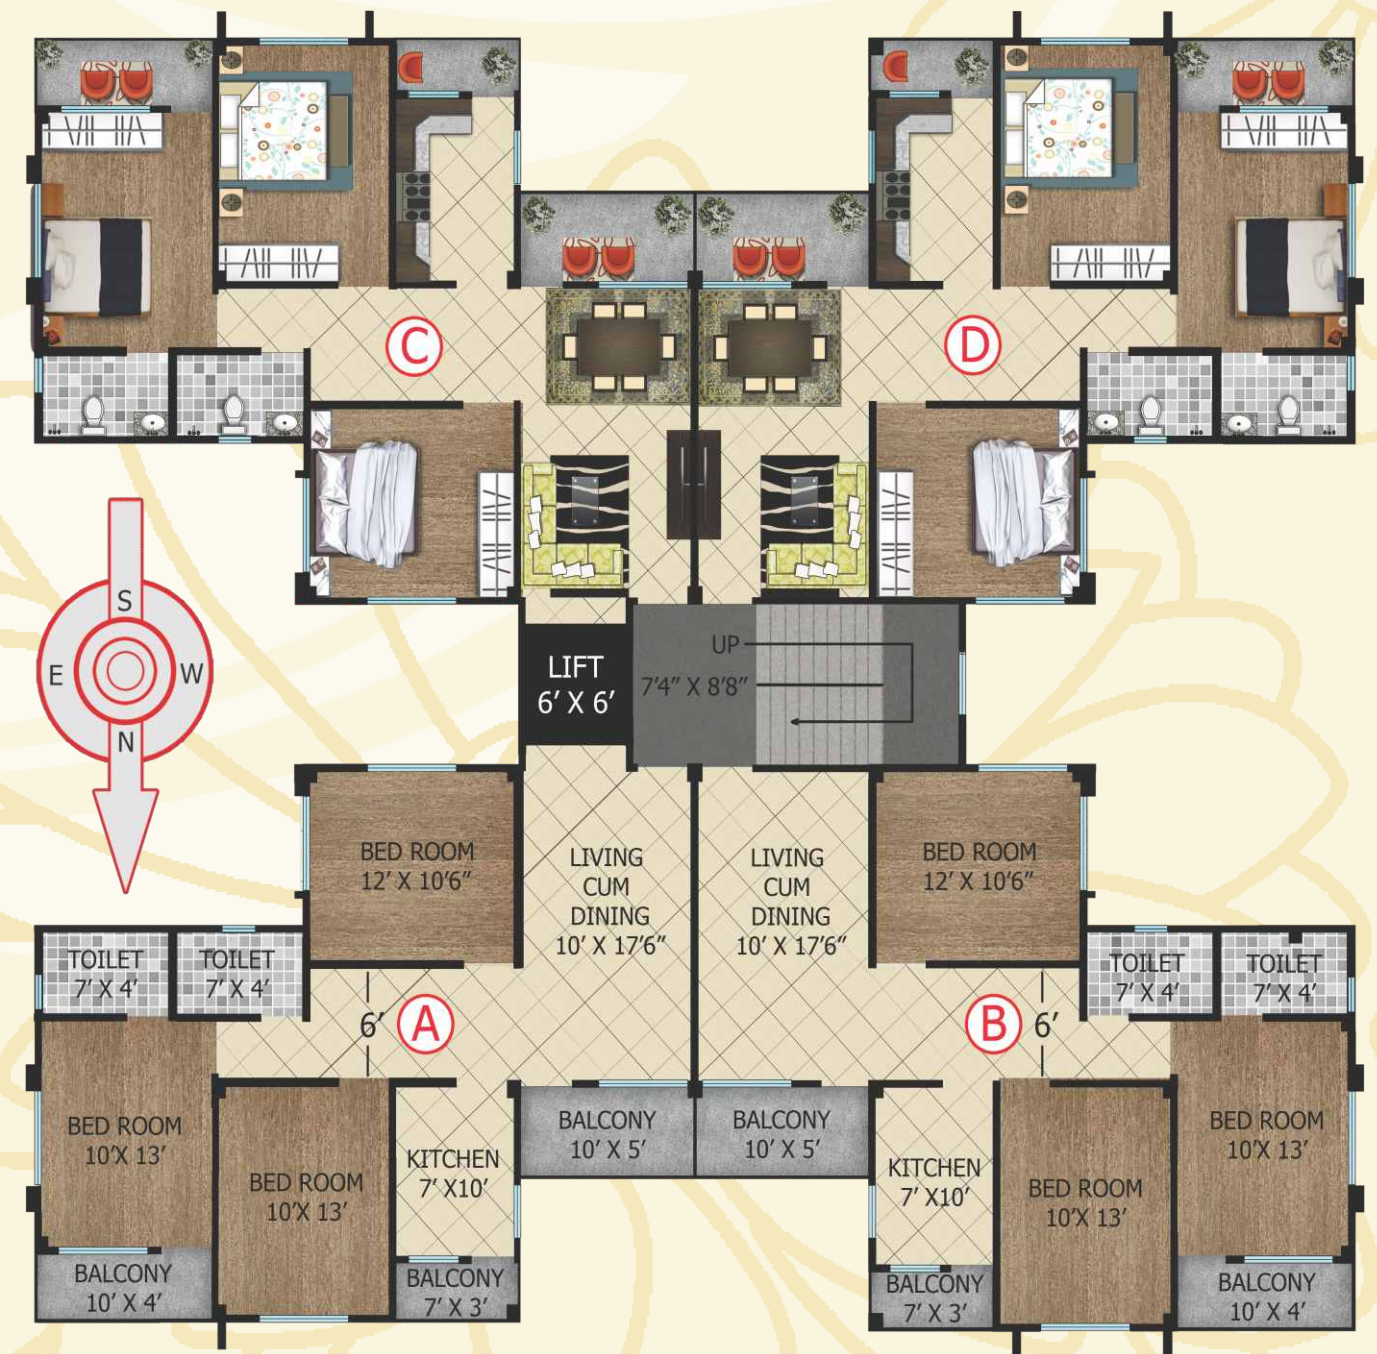 C
D
S
E
W
N
LIFT
6' X 6'
UP
7'4" X 8'8"
BED ROOM
12' X 10'6"
LIVING
CUM
DINING
10' X 17'6"
LIVING
CUM
DINING
10' X 17'6"
BED ROOM
12' X 10'6"
TOILET
7' X 4'
TOILET
7' X 4'
TOILET
7' X 4'
TOILET
7' X 4'
6'
A
B
6'
BED ROOM
10'X 13'
BED ROOM
10'X 13'
KITCHEN
7' X10'
BALCONY
10' X 5'
BALCONY
10' X 5'
KITCHEN
7' X10'
BED ROOM
10'X 13'
BED ROOM
10'X 13'
BALCONY
10' X 4'
BALCONY
7' X 3'
BALCONY
7' X 3'
BALCONY
10' X 4'